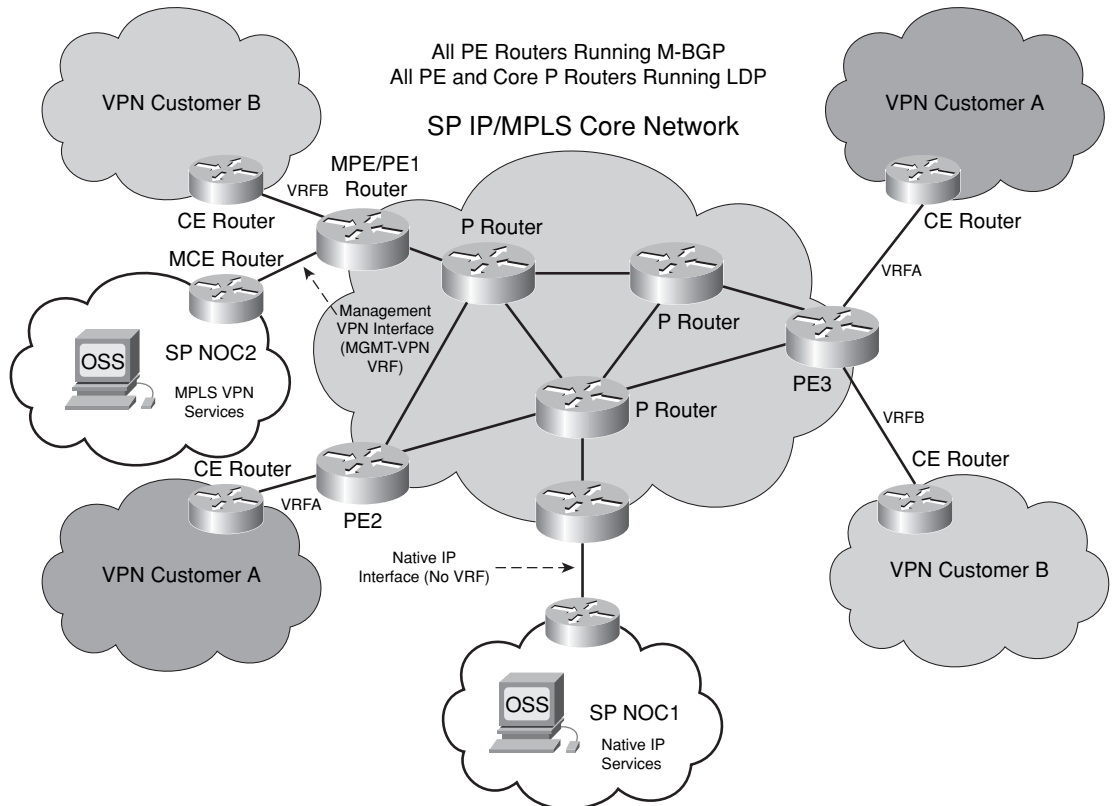 All PE Routers Running M-BGP
All PE and Core P Routers Running LDP
SP IP/MPLS Core Network
VPN Customer B
VPN Customer A
MPE/PE1
Router
VRFB
CE Router
CE Router
P Router
MCE Router
VRFA
Management
VPN Interface
(MGMT-VPN
VRF)
P Router
OSS
SP NOC2
MPLS VPN
Services
PE3
P Router
VRFB
CE Router
CE Router
VRFA
PE2
Native IP
Interface (No VRF)
VPN Customer A
VPN Customer B
OSS
SP NOC1
Native IP
Services